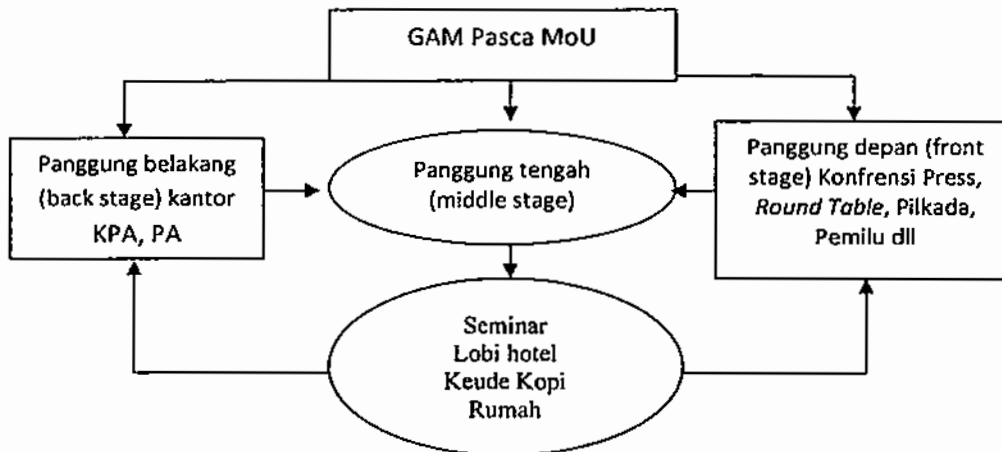 GAM Pasca MoU
Panggung belakang
(back stage) kantor
KPA, PA
Panggung tengah
(middle stage)
Panggung depan (front
stage) Konfrensi Press,
Round Table, Pilkada,
Pemilu dll
Seminar
Lobi hotel
Keude Kopi
Rumah